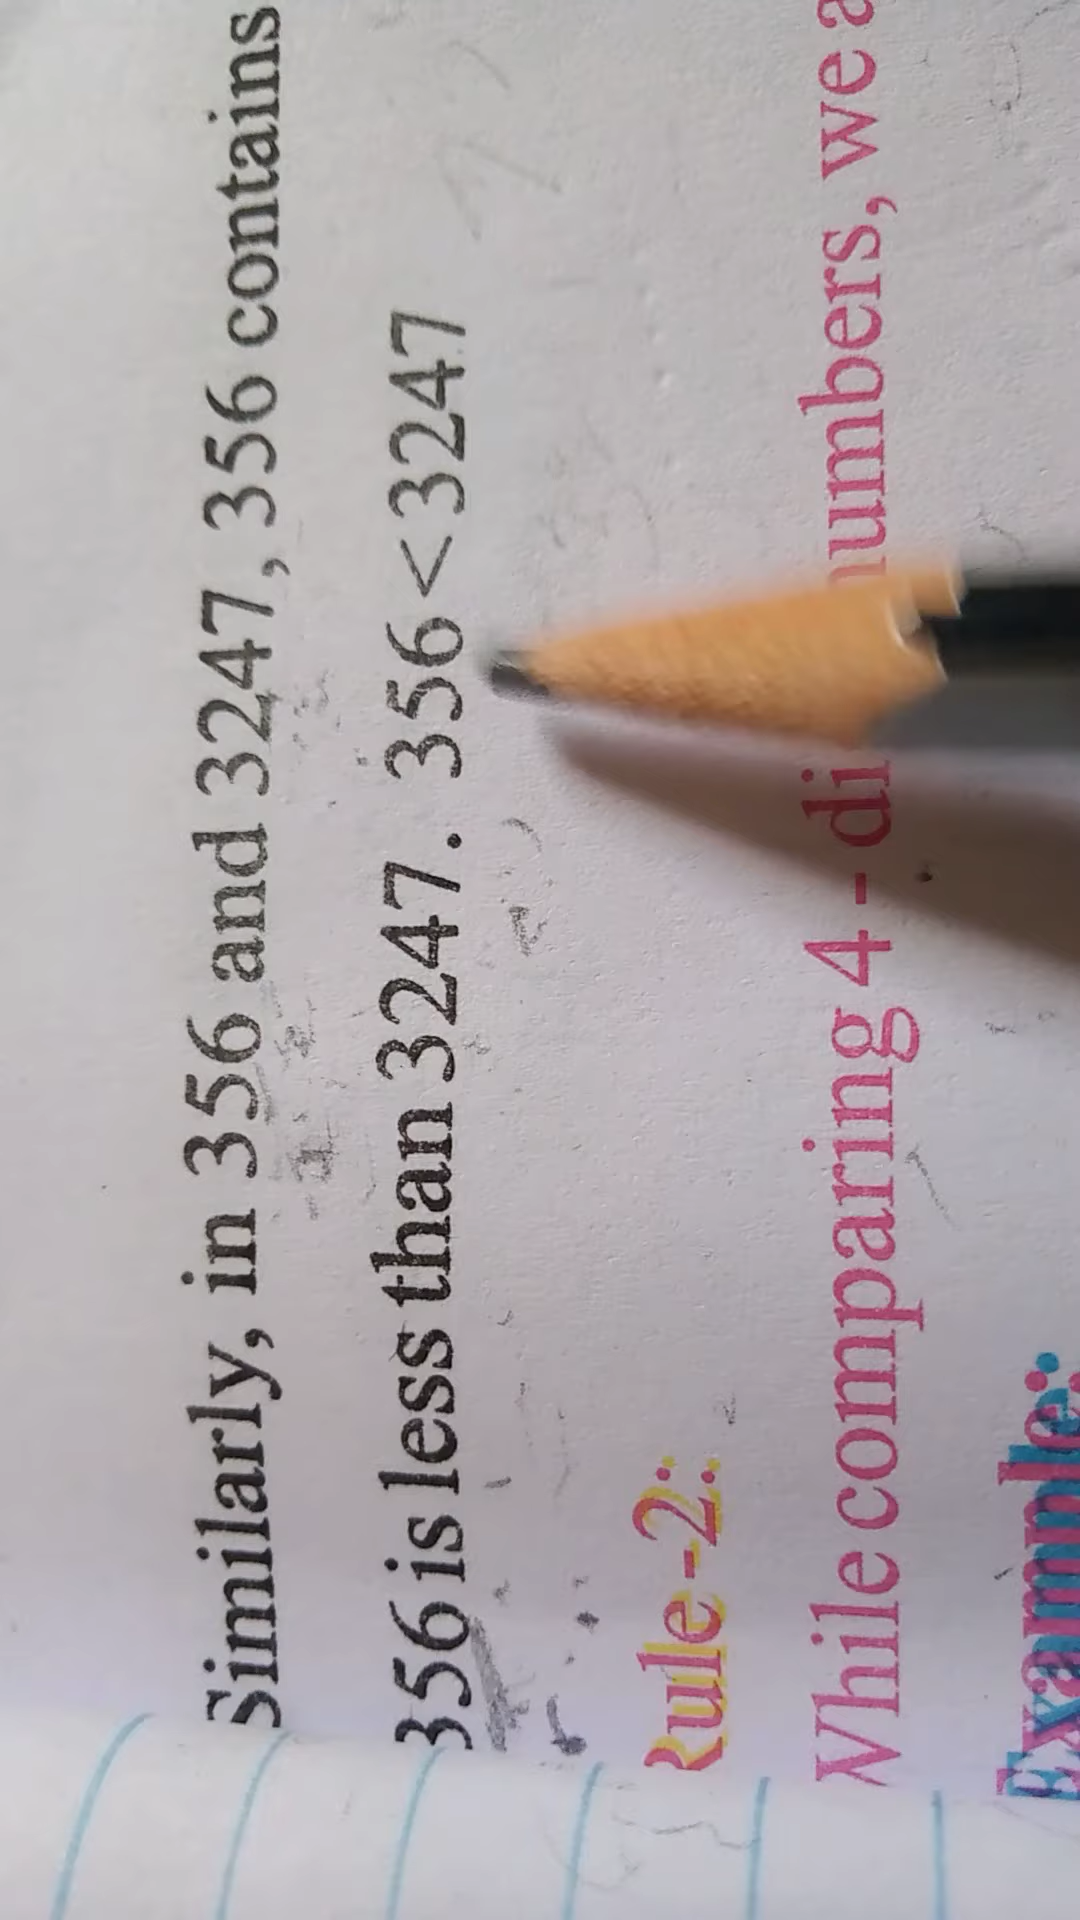 Similarly, in 356 and 3247, 356 contains
356 is less than 3247. 356 < 3247
Rule -2:
While comparing 4 - di numbers, we a
Example: